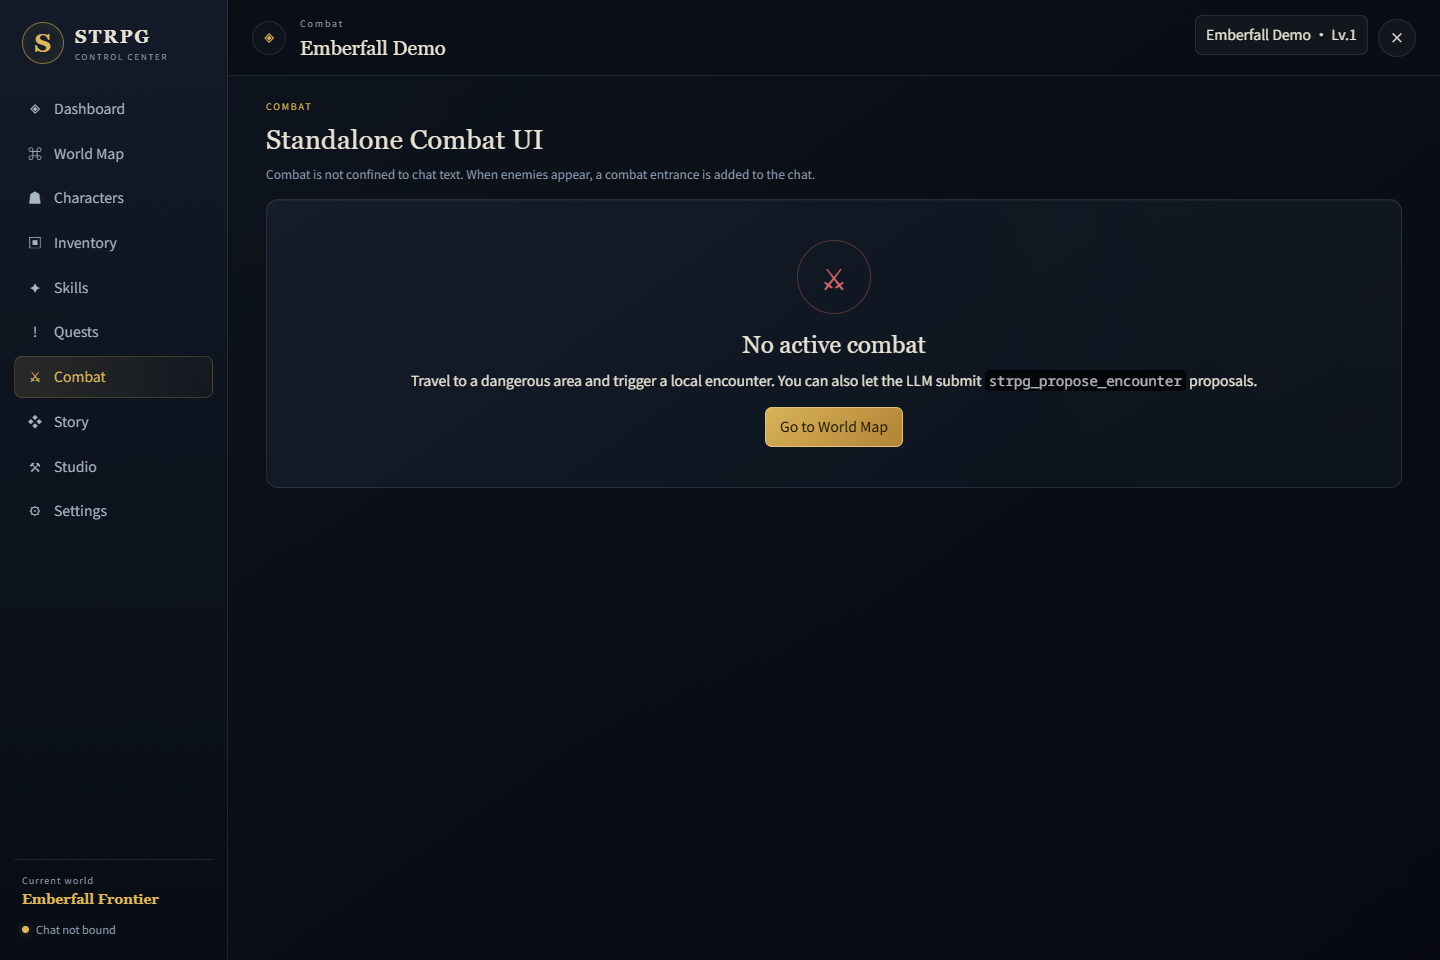 S
STRPG
CONTROL CENTER
Dashboard
World Map
Characters
Inventory
Skills
! Quests
Combat
Story
Studio
Settings
Current world
Emberfall Frontier
Chat not bound
Combat
Emberfall Demo
Emberfall Demo • Lv.1
COMBAT
Standalone Combat UI
Combat is not confined to chat text. When enemies appear, a combat entrance is added to the chat.
No active combat
Travel to a dangerous area and trigger a local encounter. You can also let the LLM submit strpg_propose_encounter proposals.
Go to World Map